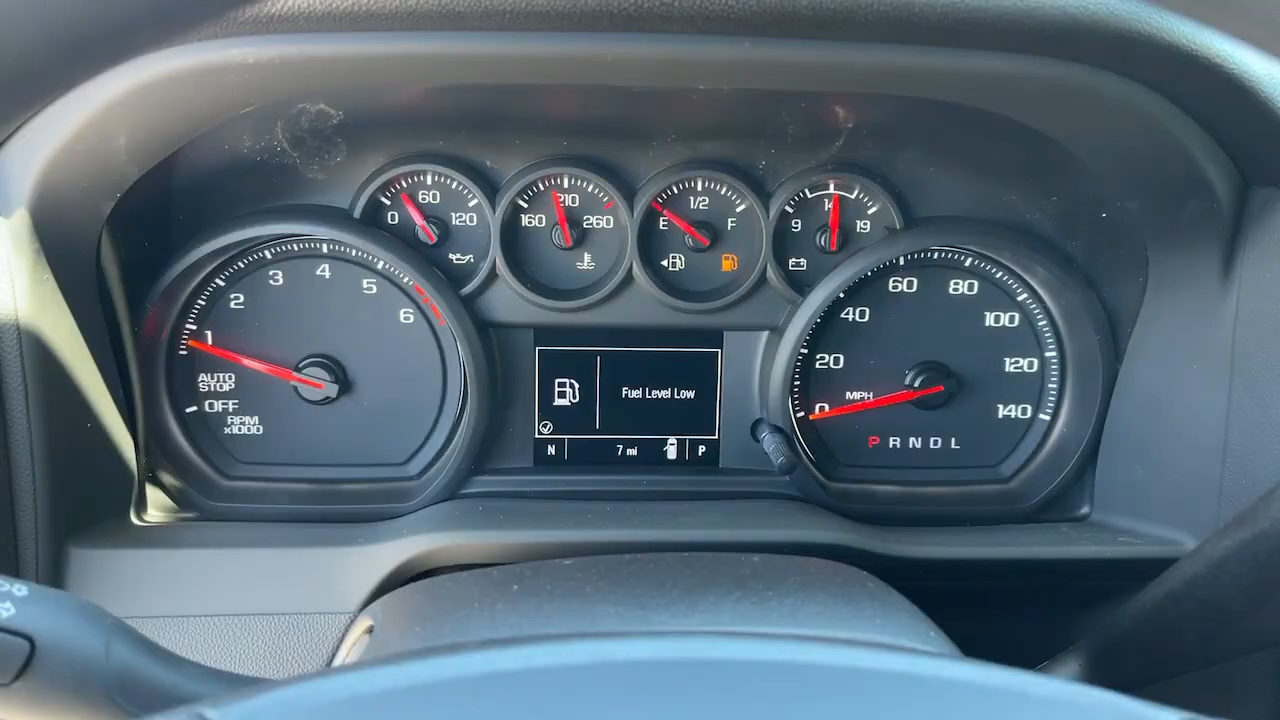 0 60 120
160 210 260
E 1/2 F
9 14 19
1 2 3 4 5 6
AUTO
STOP
OFF
RPM
x1000
Fuel Level Low
N 7 mi P
0 20 40 60 80 100 120 140
MPH
P R N D L